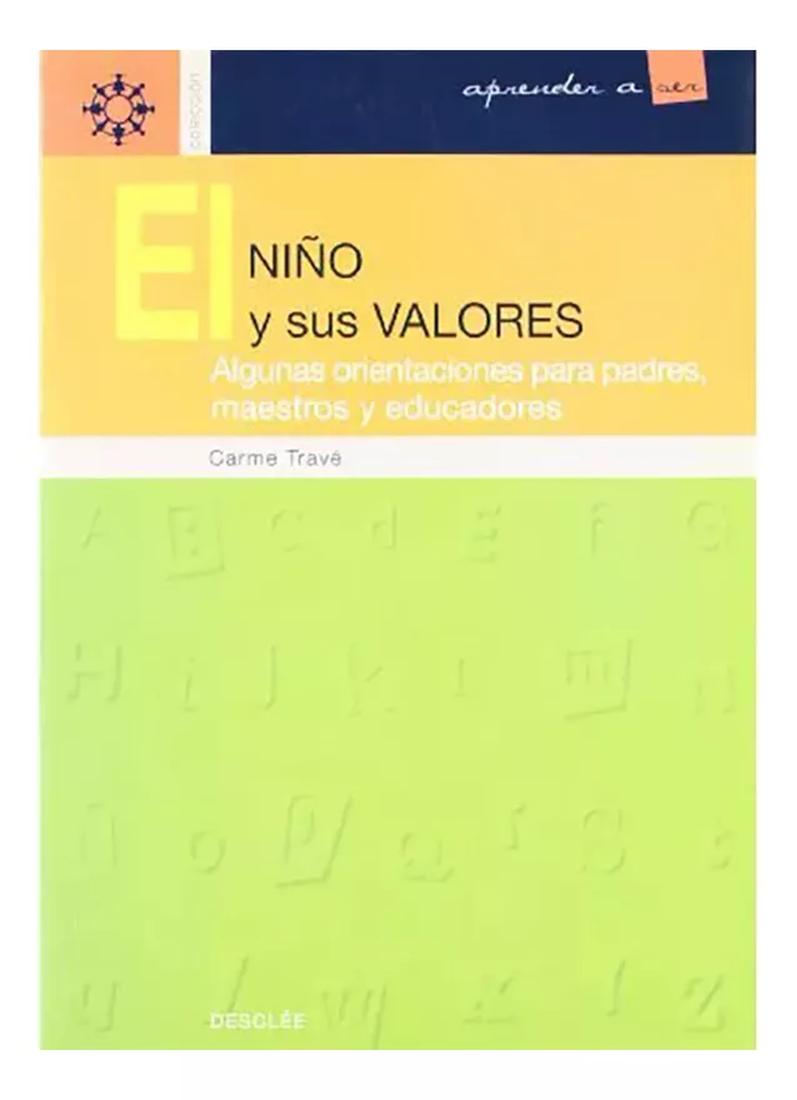 colección
aprender a ser
El
NIÑO
y sus VALORES
Algunas orientaciones para padres,
maestros y educadores
Carme Travé
A B c d E f G
H i J k l m n
ñ o p Q r S t
u v w x Y Z
DESCLÉE